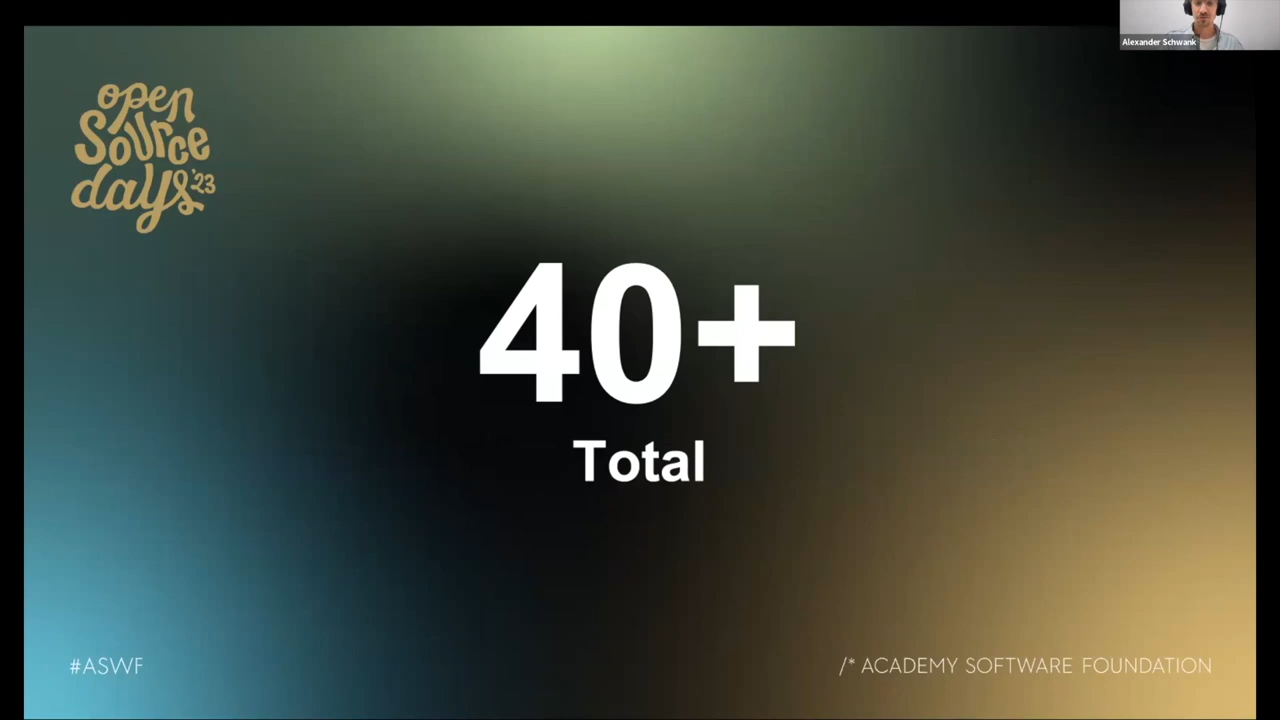 Alexander Schwank
open
Source
days '23
40+
Total
#ASWF
/* ACADEMY SOFTWARE FOUNDATION